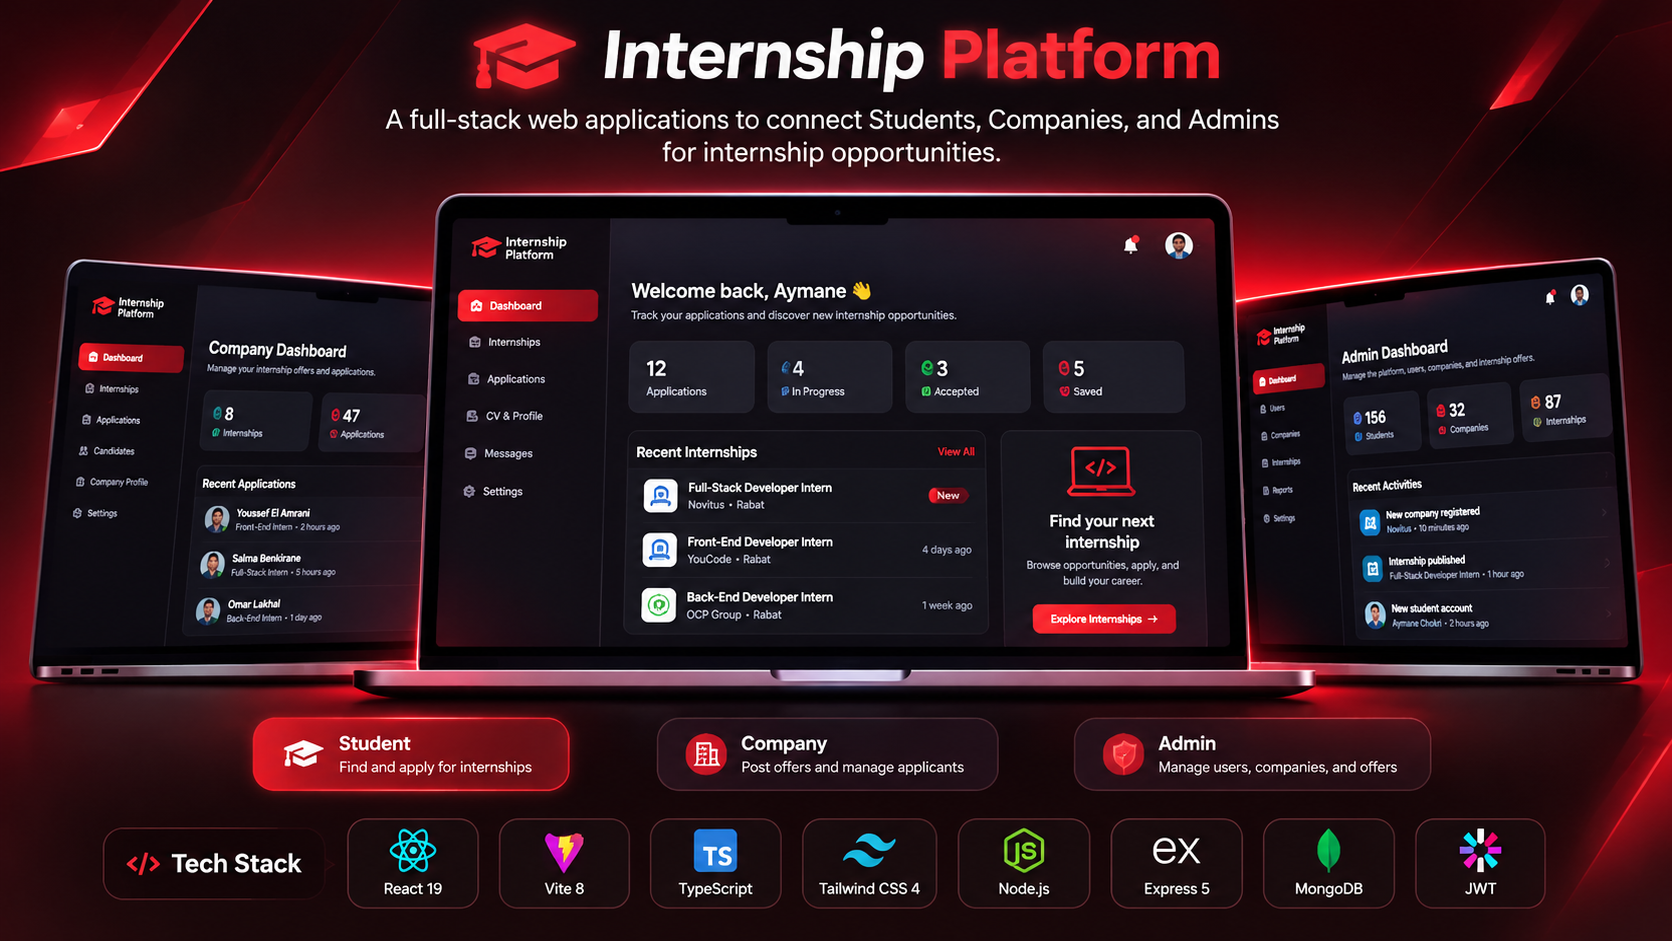 Internship Platform
A full-stack web applications to connect Students, Companies, and Admins
for internship opportunities.
Internship
Platform
Dashboard
Internships
Applications
Candidates
Company Profile
Settings
Company Dashboard
Manage your internship offers and applications.
8
Internships
47
Applications
Recent Applications
Youssef El Amrani
Front-End Intern • 2 hours ago
Salma Benkirane
Full-Stack Intern • 5 hours ago
Omar Lakhal
Back-End Intern • 1 day ago
Internship
Platform
Dashboard
Internships
Applications
CV & Profile
Messages
Settings
Welcome back, Aymane 👋
Track your applications and discover new internship opportunities.
12
Applications
4
In Progress
3
Accepted
5
Saved
Recent Internships
View All
Full-Stack Developer Intern
Novitus • Rabat
New
Front-End Developer Intern
YouCode • Rabat
4 days ago
Back-End Developer Intern
OCP Group • Rabat
1 week ago
</>
Find your next
internship
Browse opportunities, apply, and
build your career.
Explore Internships →
Internship
Platform
Dashboard
Users
Companies
Internships
Reports
Settings
Admin Dashboard
Manage the platform, users, companies, and internship offers.
156
Students
32
Companies
87
Internships
Recent Activities
New company registered
Novitus • 10 minutes ago
Internship published
Full-Stack Developer Intern • 1 hour ago
New student account
Aymane Chokri • 2 hours ago
Student
Find and apply for internships
Company
Post offers and manage applicants
Admin
Manage users, companies, and offers
</> Tech Stack
React 19
Vite 8
TS
TypeScript
Tailwind CSS 4
JS
Node.js
ex
Express 5
MongoDB
JWT